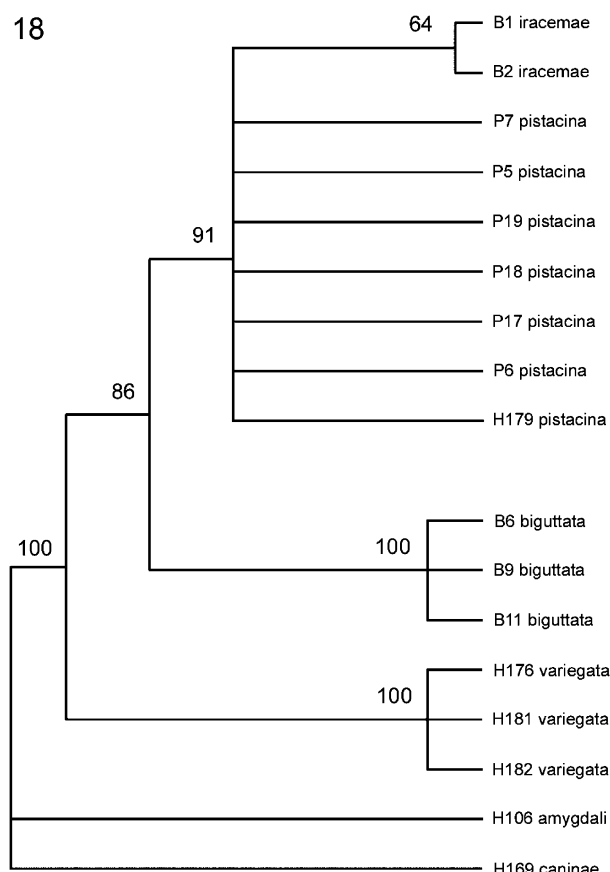 18
64
B1 iracemae
B2 iracemae
P7 pistacina
P5 pistacina
P19 pistacina
91
P18 pistacina
P17 pistacina
P6 pistacina
86
H179 pistacina
B6 biguttata
100
100
B9 biguttata
B11 biguttata
H176 variegata
100
H181 variegata
H182 variegata
H106 amygdali
H169 caninae